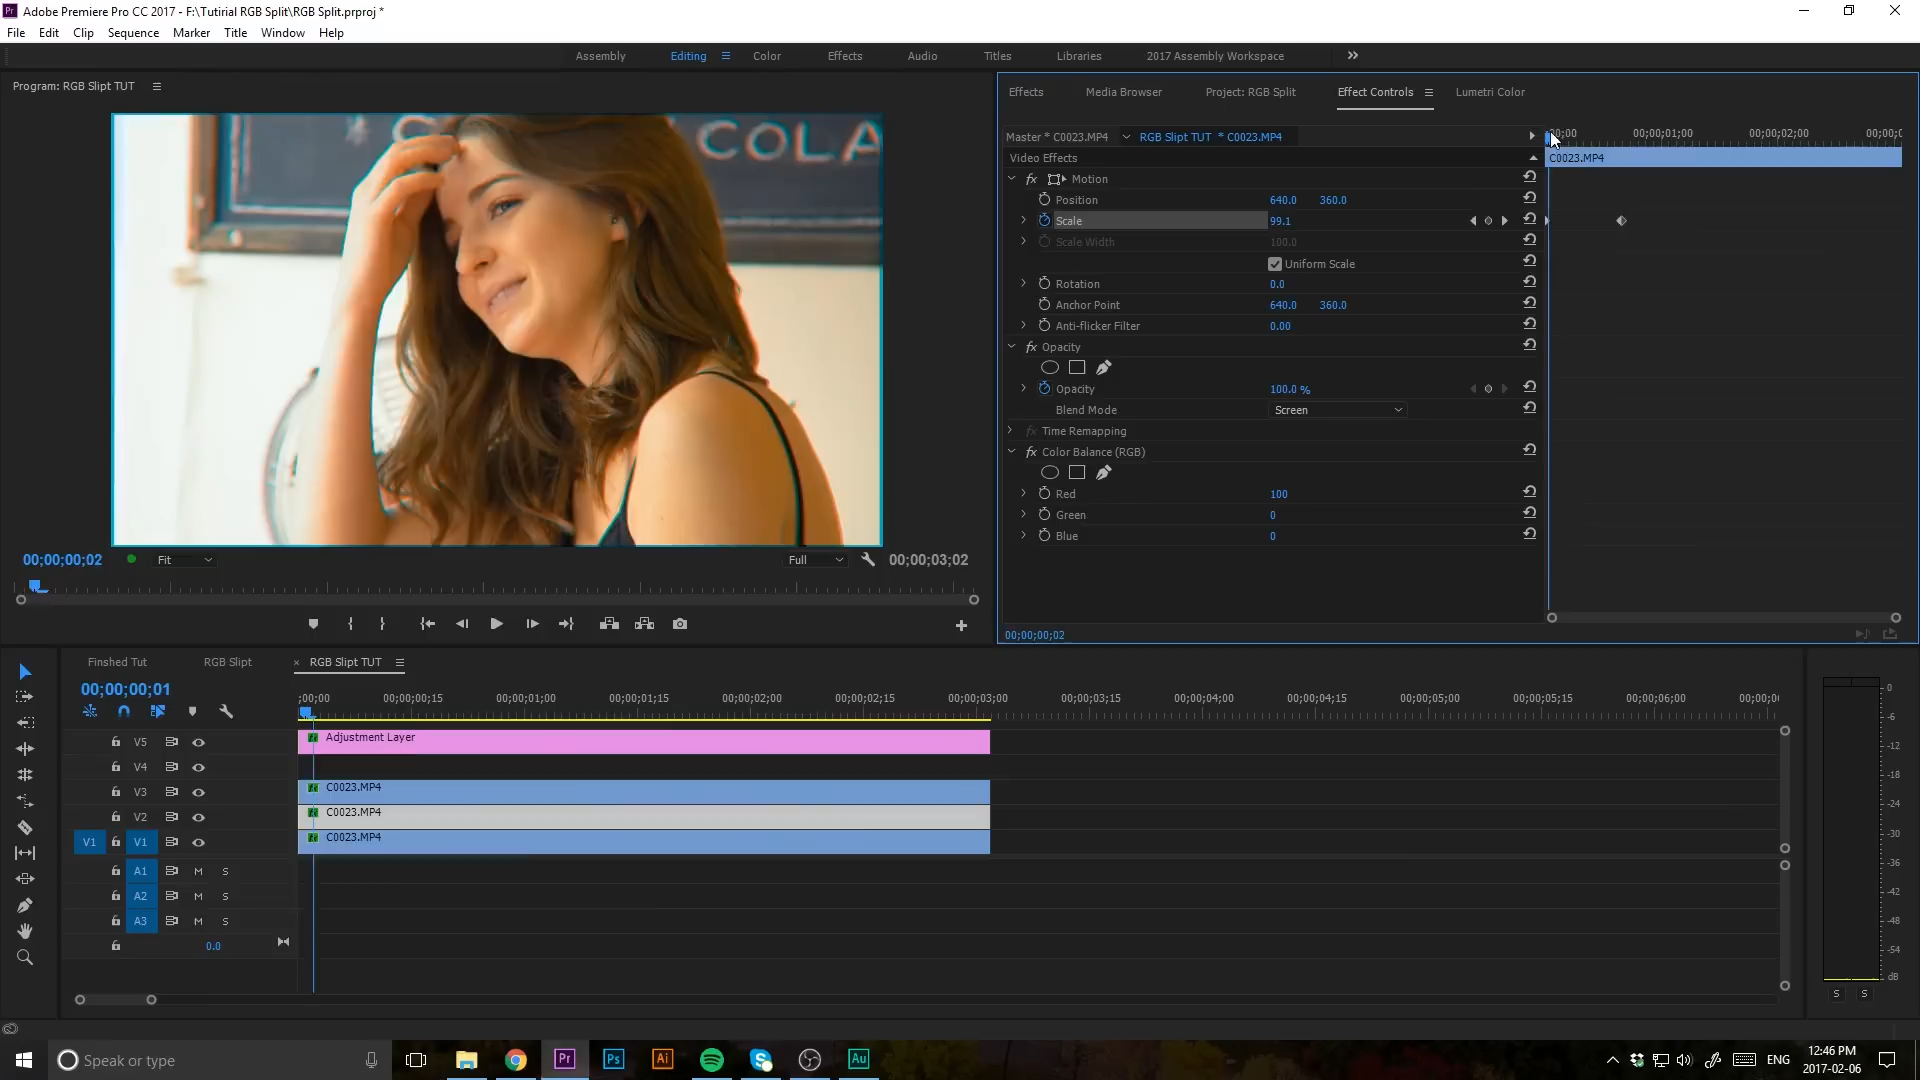 Adobe Premiere Pro CC 2017 - F:\Tutirial RGB Split\RGB Split.prproj *
File Edit Clip Sequence Marker Title Window Help
Assembly Editing Color Effects Audio Titles Libraries 2017 Assembly Workspace
Program: RGB Slipt TUT
Effects Media Browser Project: RGB Split Effect Controls Lumetri Color
COLA
Master * C0023.MP4 RGB Slipt TUT * C0023.MP4
;00;00 00;00;01;00 00;00;02;00
Video Effects C0023.MP4
fx Motion
Position 640.0 360.0
Scale 99.1
Scale Width 100.0
Uniform Scale
Rotation 0.0
Anchor Point 640.0 360.0
Anti-flicker Filter 0.00
fx Opacity
Opacity 100.0 %
Blend Mode Screen
fx Time Remapping
fx Color Balance (RGB)
Red 100
Green 0
Blue 0
00;00;00;02
00;00;00;02 Fit Full 00;00;03;02
Finshed Tut RGB Slipt × RGB Slipt TUT
00;00;00;01
;00;00 00;00;00;15 00;00;01;00 00;00;01;15 00;00;02;00 00;00;02;15 00;00;03;00 00;00;03;15 00;00;04;00 00;00;04;15 00;00;05;00 00;00;05;15 00;00;06;00
V5 Adjustment Layer
V4
V3 C0023.MP4
V2 C0023.MP4
V1 V1 C0023.MP4
A1 M S
A2 M S
A3 M S
0.0
0
-6
-12
-18
-24
-30
-36
-42
-48
-54
dB
S S
Speak or type
Pr Ps Ai Au
ENG
12:46 PM
2017-02-06